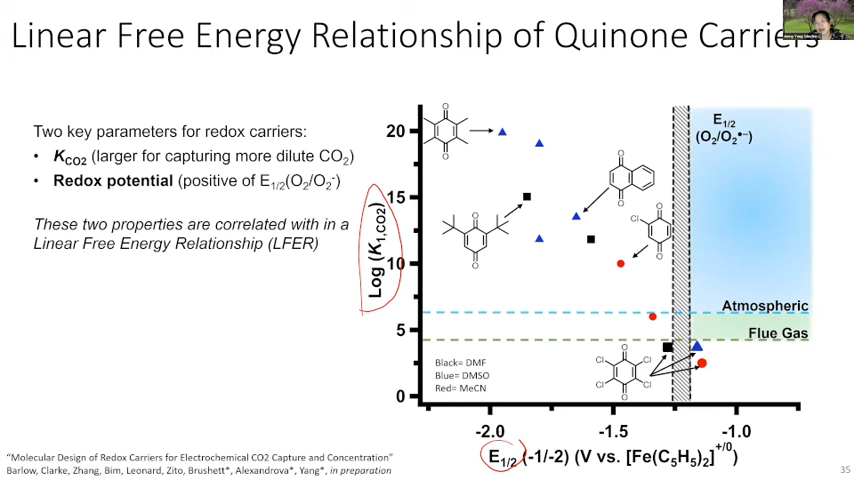 Linear Free Energy Relationship of Quinone Carriers
Two key parameters for redox carriers:
• K_CO2 (larger for capturing more dilute CO2)
• Redox potential (positive of E1/2(O2/O2-)
These two properties are correlated with in a
Linear Free Energy Relationship (LFER)
Log (K1,CO2)
20
15
10
5
0
E1/2
(O2/O2•–)
O
O
O
O
O
O
Cl
O
O
Atmospheric
Flue Gas
Black= DMF
Blue= DMSO
Red= MeCN
O
Cl Cl
Cl Cl
O
-2.0 -1.5 -1.0
E1/2 (-1/-2) (V vs. [Fe(C5H5)2]+/0)
"Molecular Design of Redox Carriers for Electrochemical CO2 Capture and Concentration"
Barlow, Clarke, Zhang, Bim, Leonard, Zito, Brushett*, Alexandrova*, Yang*, in preparation
35